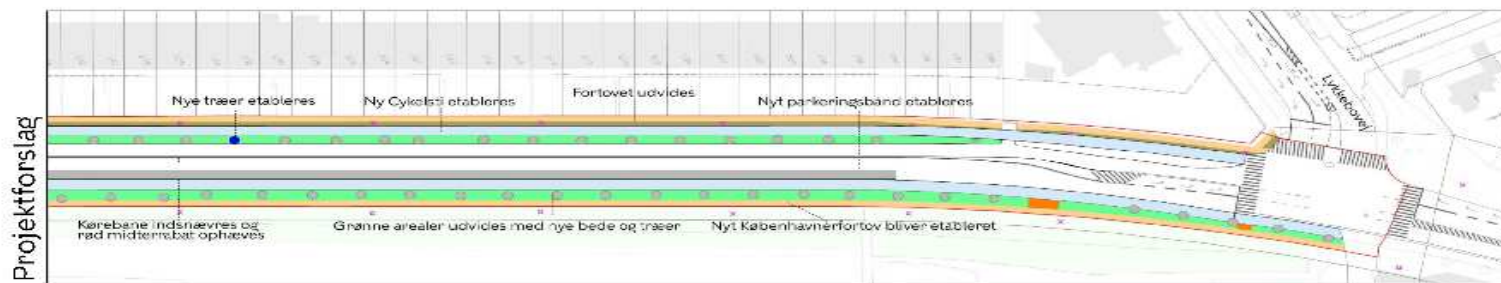 Projektforslag
Nye træer etableres
Ny Cykelsti etableres
Fortovet udvides
Nyt parkeringsbånd etableres
Lykkebovej
Kørebane indsnævres og
rød midterrabat ophæves
Grønne arealer udvides med nye bede og træer
Nyt Københavnerfortov bliver etableret